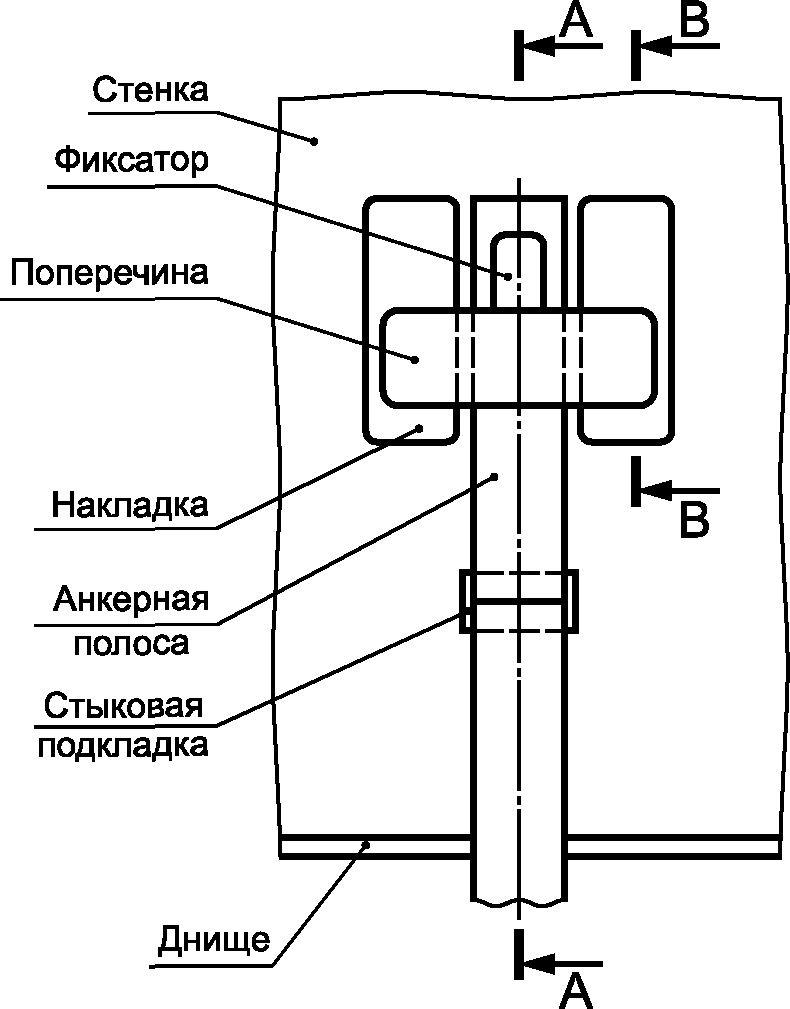 А В
Стенка
Фиксатор
Поперечина
Накладка
В
Анкерная
полоса
Стыковая
подкладка
Днище
А